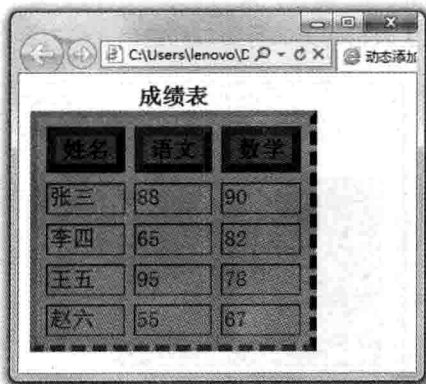 C:\Users\lenovo\D
动态添加
成绩表
姓名 语文 数学
张三 88 90
李四 65 82
王五 95 78
赵六 55 67